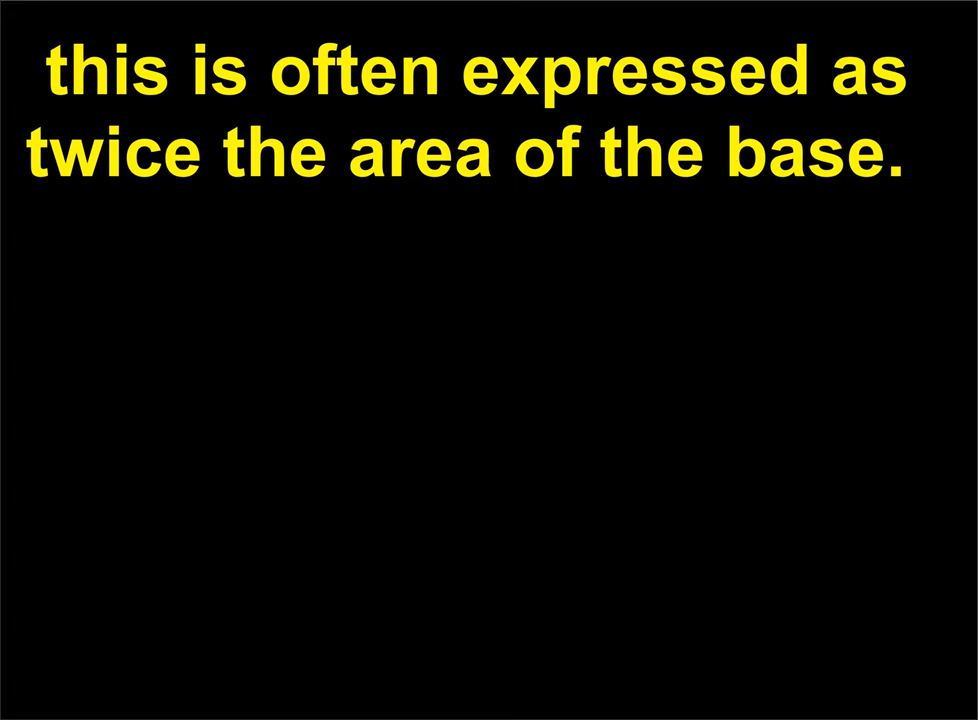 this is often expressed as
twice the area of the base.